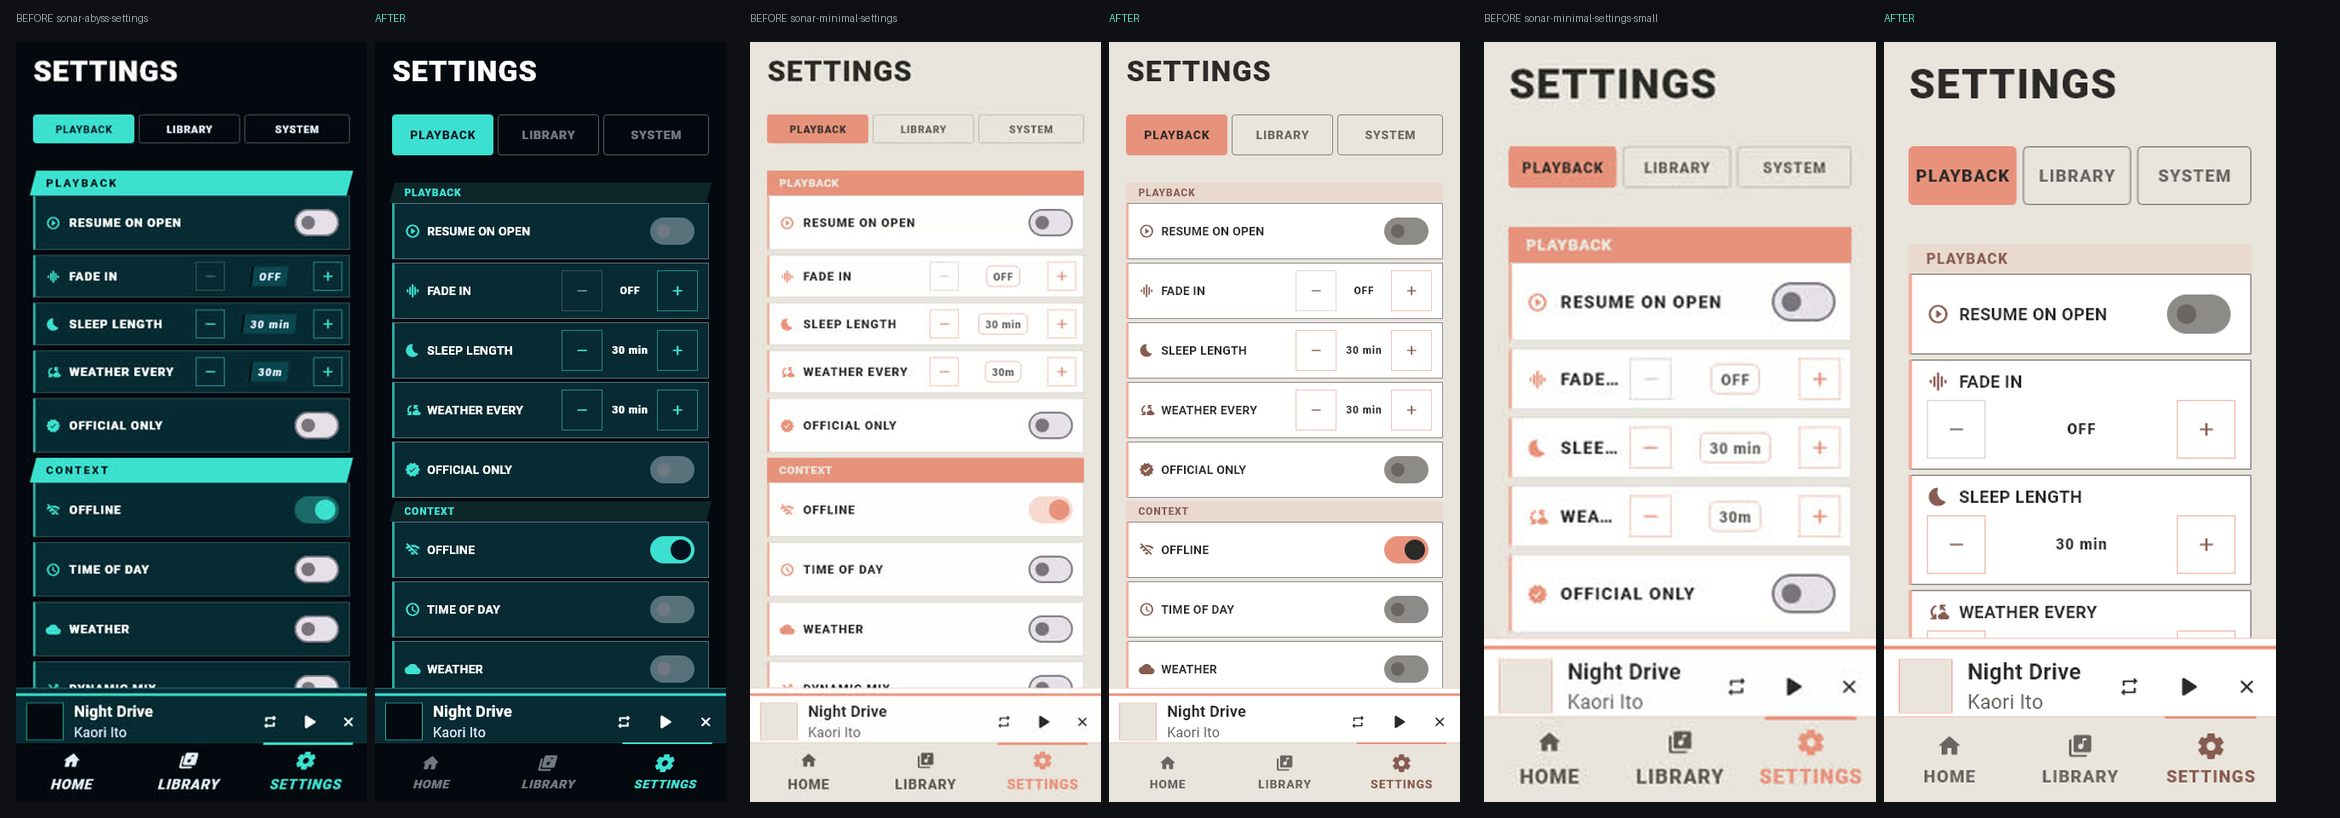 BEFORE sonar-abyss-settings
SETTINGS
PLAYBACK LIBRARY SYSTEM
PLAYBACK
RESUME ON OPEN
FADE IN − OFF +
SLEEP LENGTH − 30 min +
WEATHER EVERY − 30m +
OFFICIAL ONLY
CONTEXT
OFFLINE
TIME OF DAY
WEATHER
DYNAMIC MIX
Night Drive
Kaori Ito
HOME LIBRARY SETTINGS
AFTER
SETTINGS
PLAYBACK LIBRARY SYSTEM
PLAYBACK
RESUME ON OPEN
FADE IN − OFF +
SLEEP LENGTH − 30 min +
WEATHER EVERY − 30 min +
OFFICIAL ONLY
CONTEXT
OFFLINE
TIME OF DAY
WEATHER
Night Drive
Kaori Ito
HOME LIBRARY SETTINGS
BEFORE sonar-minimal-settings
SETTINGS
PLAYBACK LIBRARY SYSTEM
PLAYBACK
RESUME ON OPEN
FADE IN − OFF +
SLEEP LENGTH − 30 min +
WEATHER EVERY − 30m +
OFFICIAL ONLY
CONTEXT
OFFLINE
TIME OF DAY
WEATHER
DYNAMIC MIX
Night Drive
Kaori Ito
HOME LIBRARY SETTINGS
AFTER
SETTINGS
PLAYBACK LIBRARY SYSTEM
PLAYBACK
RESUME ON OPEN
FADE IN − OFF +
SLEEP LENGTH − 30 min +
WEATHER EVERY − 30 min +
OFFICIAL ONLY
CONTEXT
OFFLINE
TIME OF DAY
WEATHER
Night Drive
Kaori Ito
HOME LIBRARY SETTINGS
BEFORE sonar-minimal-settings-small
SETTINGS
PLAYBACK LIBRARY SYSTEM
PLAYBACK
RESUME ON OPEN
FADE... − OFF +
SLEE... − 30 min +
WEA... − 30m +
OFFICIAL ONLY
Night Drive
Kaori Ito
HOME LIBRARY SETTINGS
AFTER
SETTINGS
PLAYBACK LIBRARY SYSTEM
PLAYBACK
RESUME ON OPEN
FADE IN
− OFF +
SLEEP LENGTH
− 30 min +
WEATHER EVERY
Night Drive
Kaori Ito
HOME LIBRARY SETTINGS